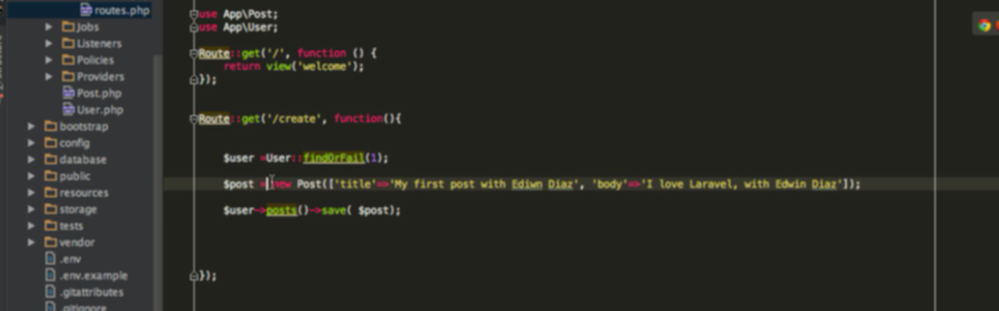 routes.php
Jobs
Listeners
Policies
Providers
Post.php
User.php
bootstrap
config
database
public
resources
storage
tests
vendor
.env
.env.example
.gitattributes
.gitignore
use App\Post;
use App\User;
Route::get('/', function () {
return view('welcome');
});
Route::get('/create', function(){
$user =User::findOrFail(1);
$post = new Post(['title'=>'My first post with Ediwn Diaz', 'body'=>'I love Laravel, with Edwin Diaz']);
$user->posts()->save( $post);
});